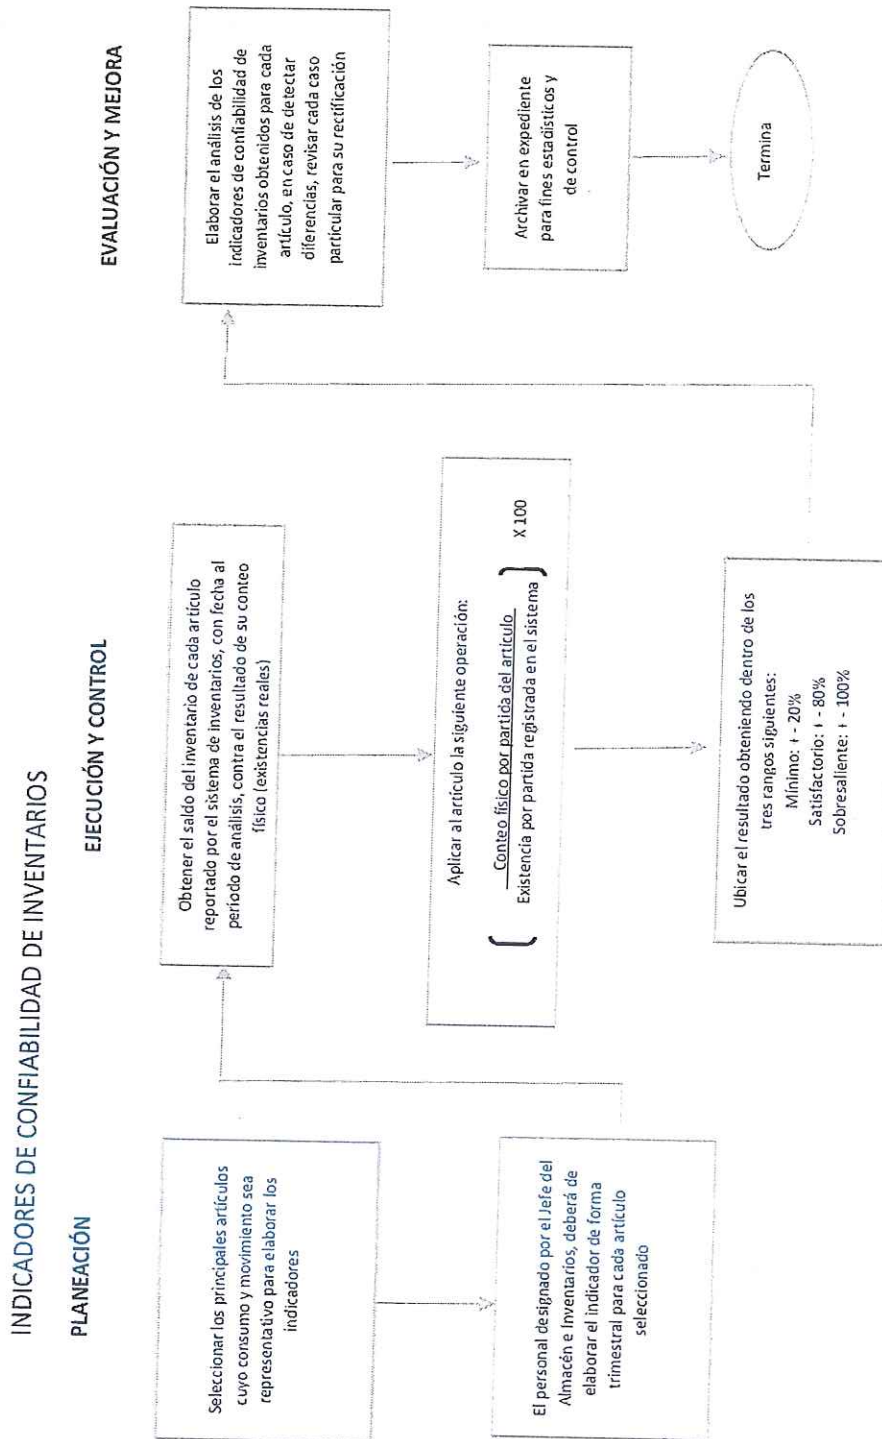 INDICADORES DE CONFIABILIDAD DE INVENTARIOS
PLANEACIÓN
Seleccionar los principales artículos
cuyo consumo y movimiento sea
representativo para elaborar los
indicadores
El personal designado por el Jefe del
Almacén e Inventarios, deberá de
elaborar el indicador de forma
trimestral para cada artículo
seleccionado
EJECUCIÓN Y CONTROL
Obtener el saldo del inventario de cada artículo
reportado por el sistema de inventarios, con fecha al
período de análisis, contra el resultado de su conteo
físico (existencias reales)
Aplicar al artículo la siguiente operación:
( Conteo físico por partida del artículo
Existencia por partida registrada en el sistema ) X 100
Ubicar el resultado obteniendo dentro de los
tres rangos siguientes:
Mínimo: + - 20%
Satisfactorio: + - 80%
Sobresaliente: + - 100%
EVALUACIÓN Y MEJORA
Elaborar el análisis de los
indicadores de confiabilidad de
inventarios obtenidos para cada
artículo, en caso de detectar
diferencias, revisar cada caso
particular para su rectificación
Archivar en expediente
para fines estadísticos y
de control
Termina